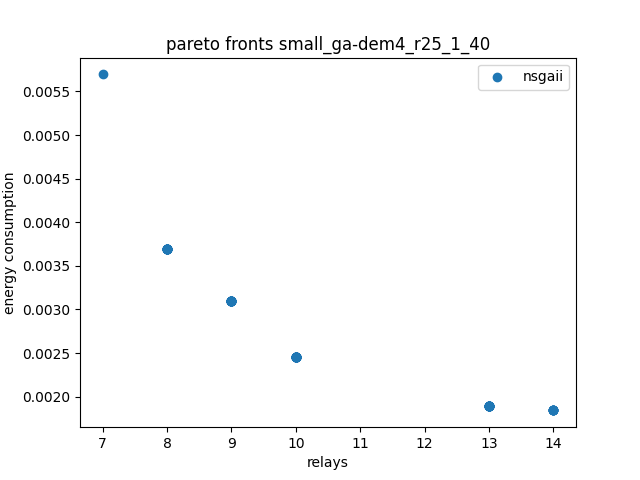 pareto fronts small_ga-dem4_r25_1_40
nsgaii
energy consumption
0.0055
0.0050
0.0045
0.0040
0.0035
0.0030
0.0025
0.0020
7 8 9 10 11 12 13 14
relays